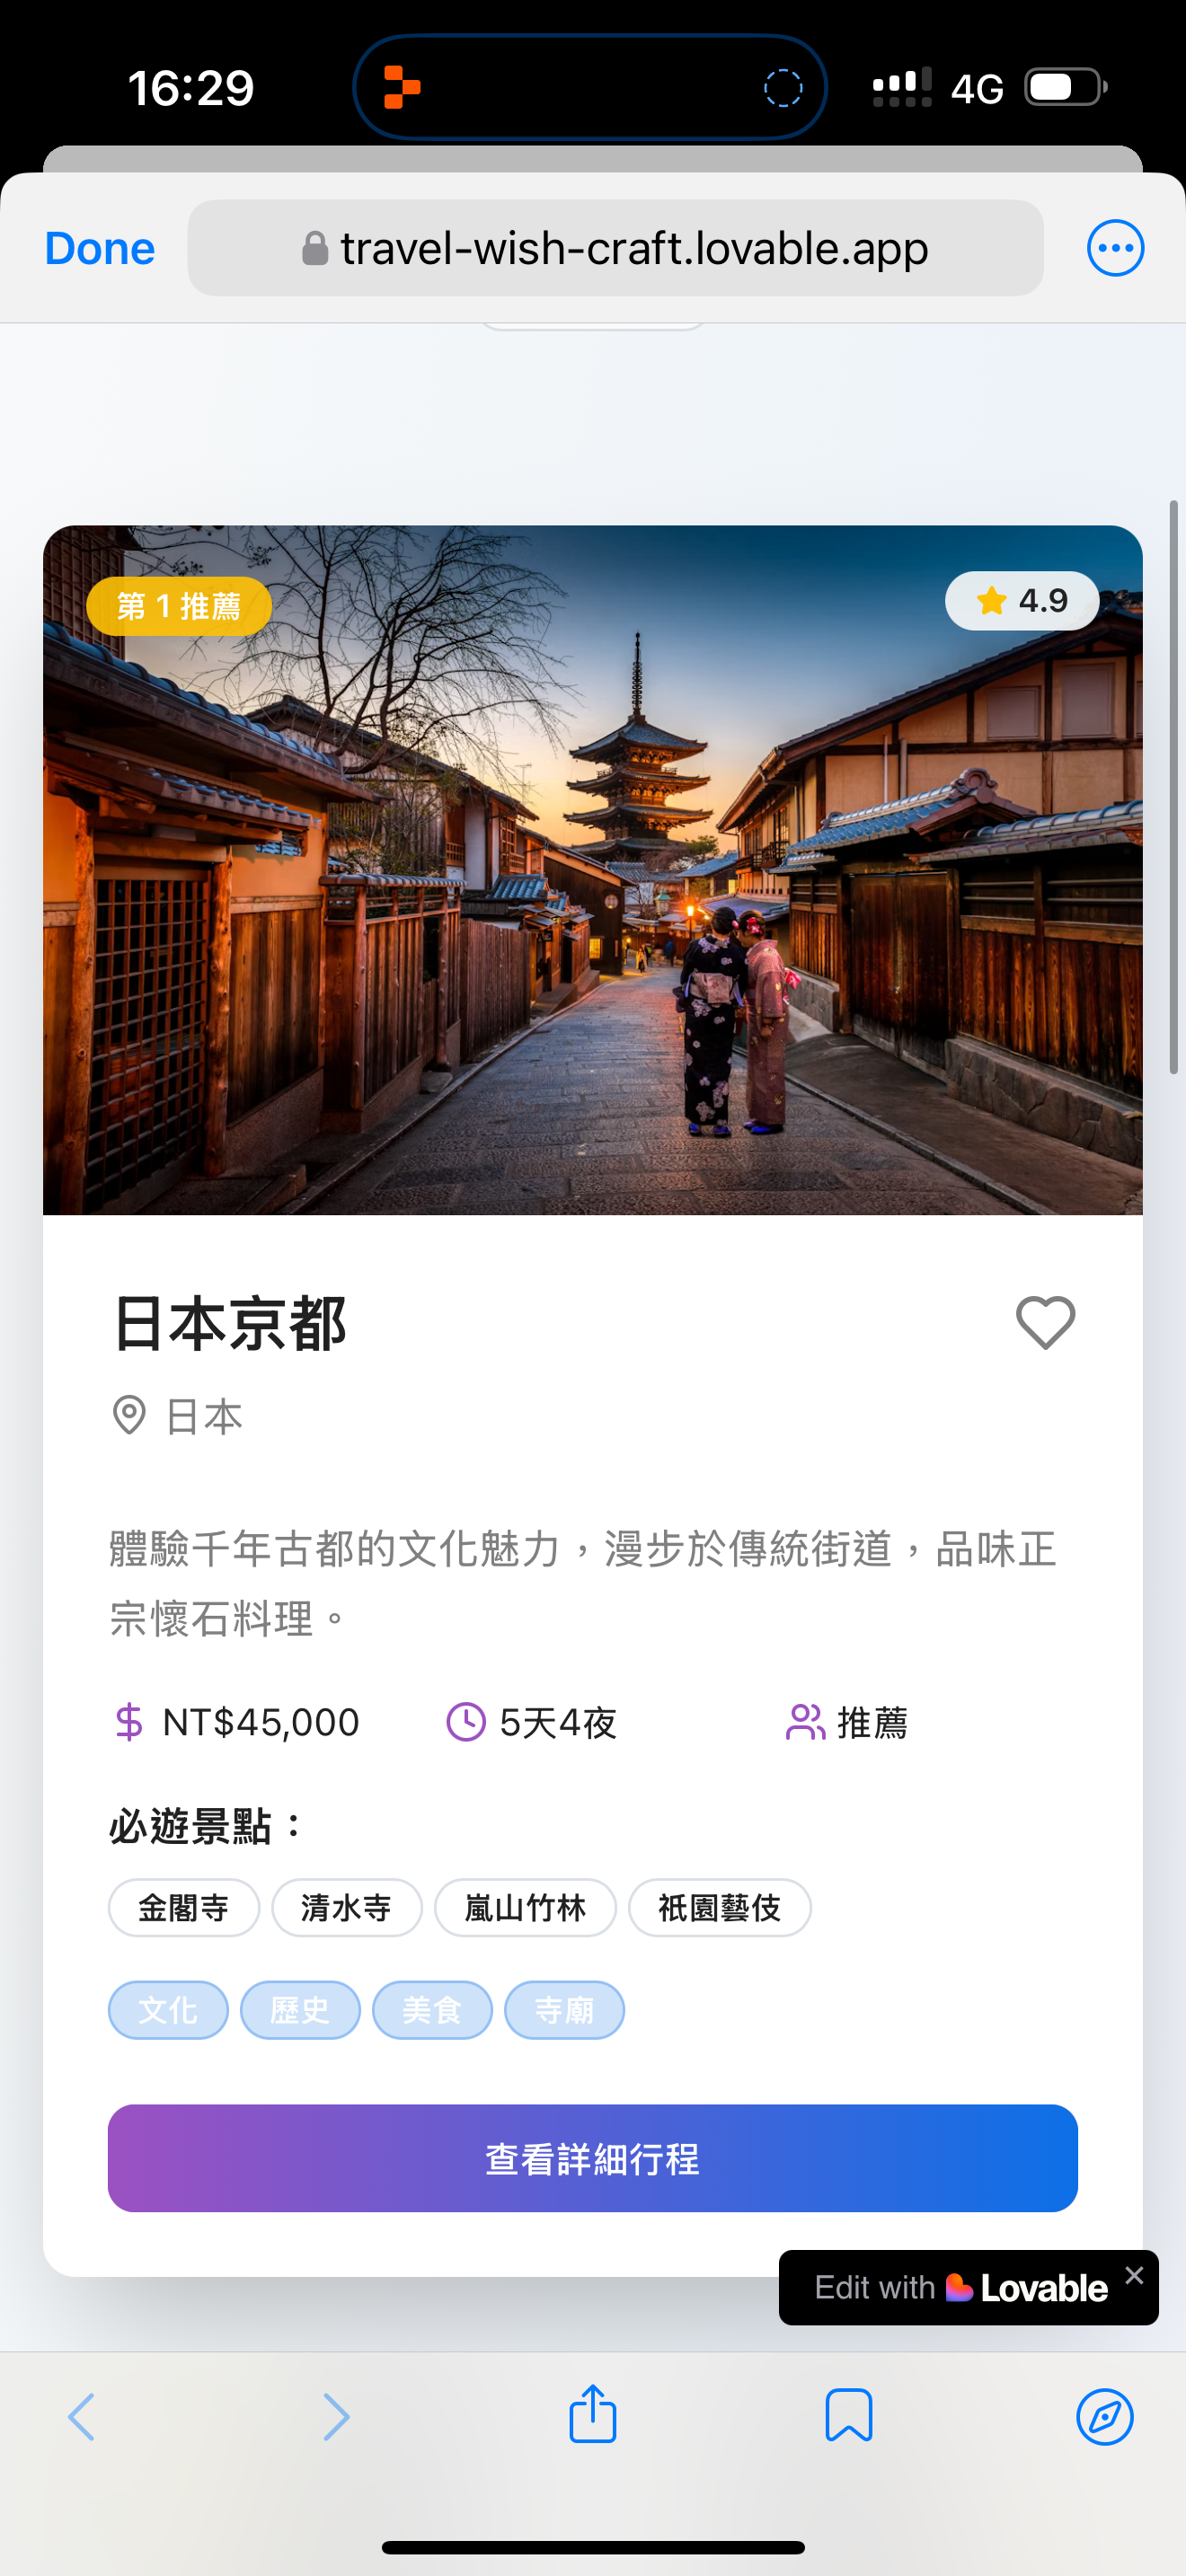 16:29
4G
Done
travel-wish-craft.lovable.app
第 1 推薦
4.9
日本京都
日本
體驗千年古都的文化魅力，漫步於傳統街道，品味正
宗懷石料理。
NT$45,000
5天4夜
推薦
必遊景點：
金閣寺
清水寺
嵐山竹林
祇園藝伎
文化
歷史
美食
寺廟
查看詳細行程
Edit with Lovable